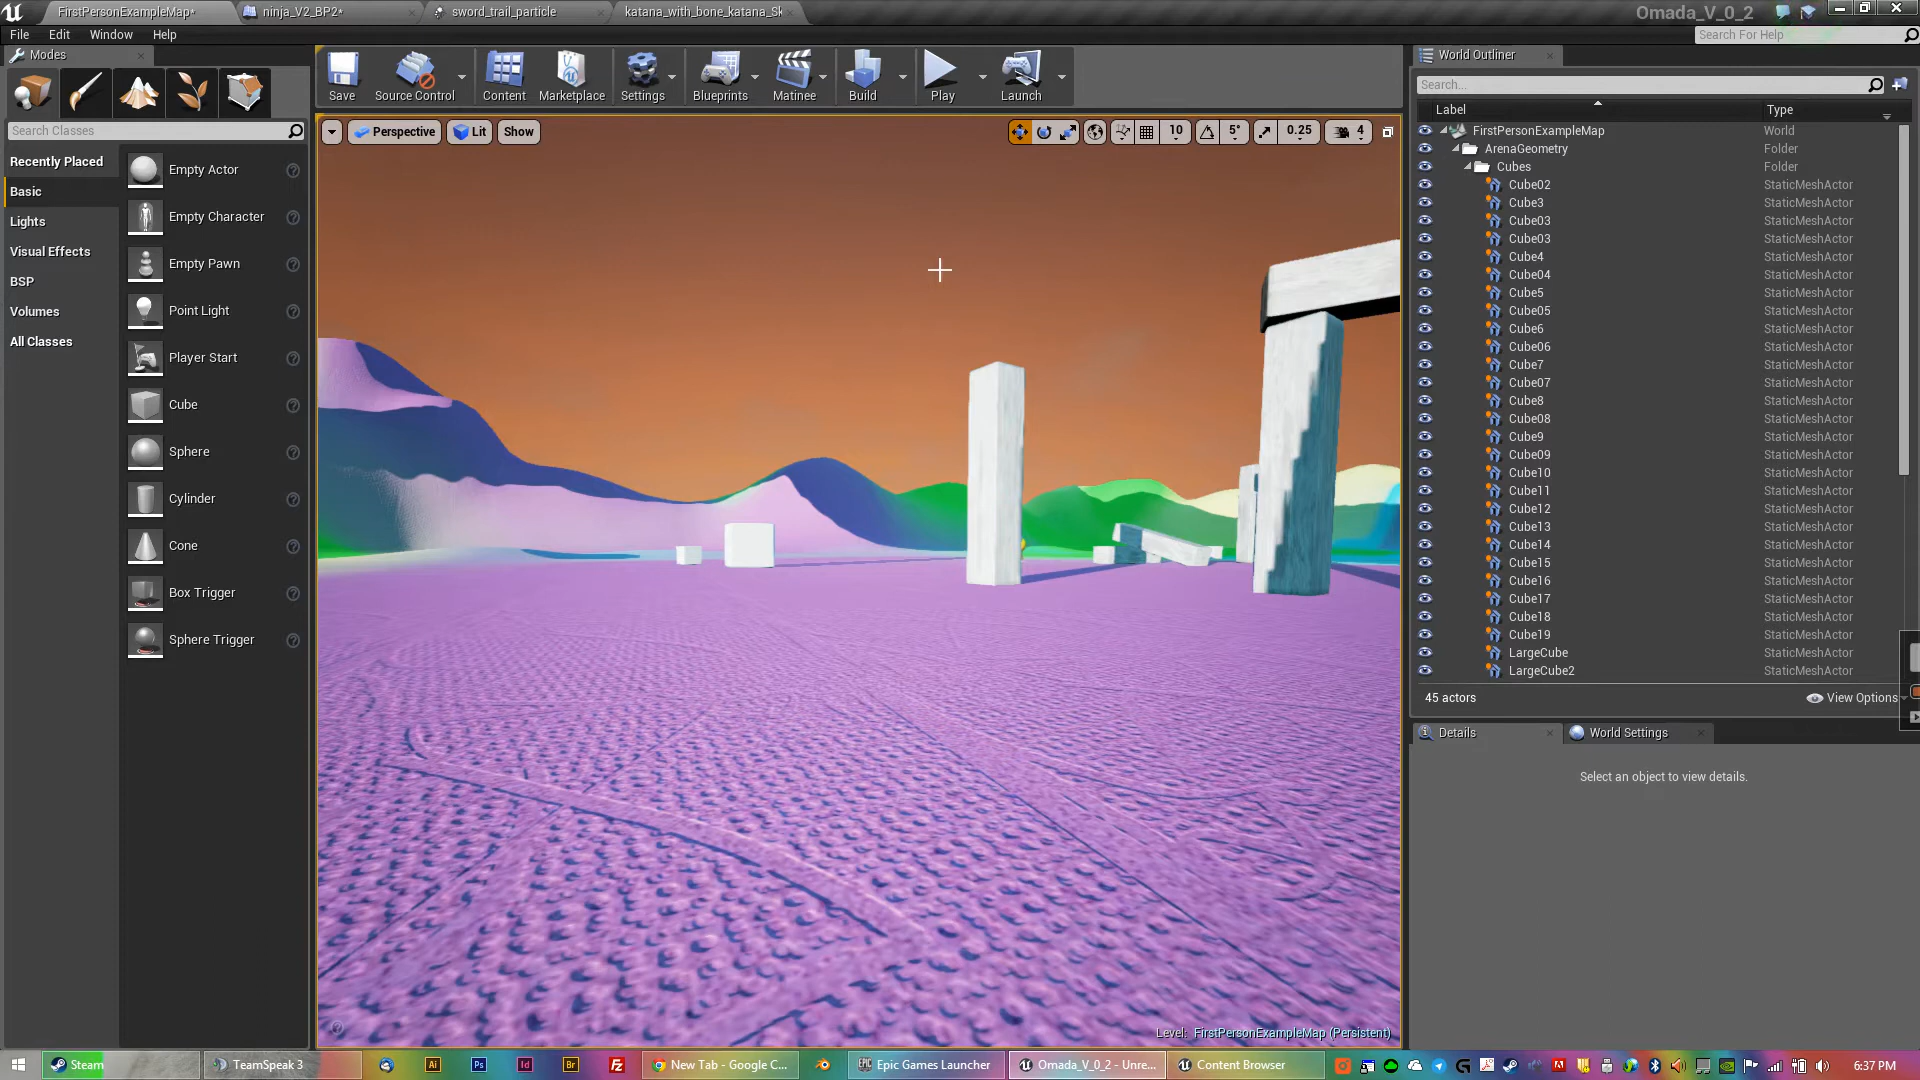 FirstPersonExampleMap*
ninja_V2_BP2*
sword_trail_particle
katana_with_bone_katana_Sk
Omada_V_0_2
File Edit Window Help
Search For Help
Modes
Search Classes
Recently Placed
Basic
Lights
Visual Effects
BSP
Volumes
All Classes
Empty Actor
Empty Character
Empty Pawn
Point Light
Player Start
Cube
Sphere
Cylinder
Cone
Box Trigger
Sphere Trigger
Save
Source Control
Content
Marketplace
Settings
Blueprints
Matinee
Build
Play
Launch
Perspective
Lit
Show
10
5°
0.25
4
Level: FirstPersonExampleMap (Persistent)
World Outliner
Search...
Label Type
FirstPersonExampleMap World
ArenaGeometry Folder
Cubes Folder
Cube02 StaticMeshActor
Cube3 StaticMeshActor
Cube03 StaticMeshActor
Cube03 StaticMeshActor
Cube4 StaticMeshActor
Cube04 StaticMeshActor
Cube5 StaticMeshActor
Cube05 StaticMeshActor
Cube6 StaticMeshActor
Cube06 StaticMeshActor
Cube7 StaticMeshActor
Cube07 StaticMeshActor
Cube8 StaticMeshActor
Cube08 StaticMeshActor
Cube9 StaticMeshActor
Cube09 StaticMeshActor
Cube10 StaticMeshActor
Cube11 StaticMeshActor
Cube12 StaticMeshActor
Cube13 StaticMeshActor
Cube14 StaticMeshActor
Cube15 StaticMeshActor
Cube16 StaticMeshActor
Cube17 StaticMeshActor
Cube18 StaticMeshActor
Cube19 StaticMeshActor
LargeCube StaticMeshActor
LargeCube2 StaticMeshActor
45 actors
View Options
Details
World Settings
Select an object to view details.
Steam
TeamSpeak 3
Ai
Ps
Id
Br
Fz
New Tab - Google C...
Epic Games Launcher
Omada_V_0_2 - Unre...
Content Browser
6:37 PM